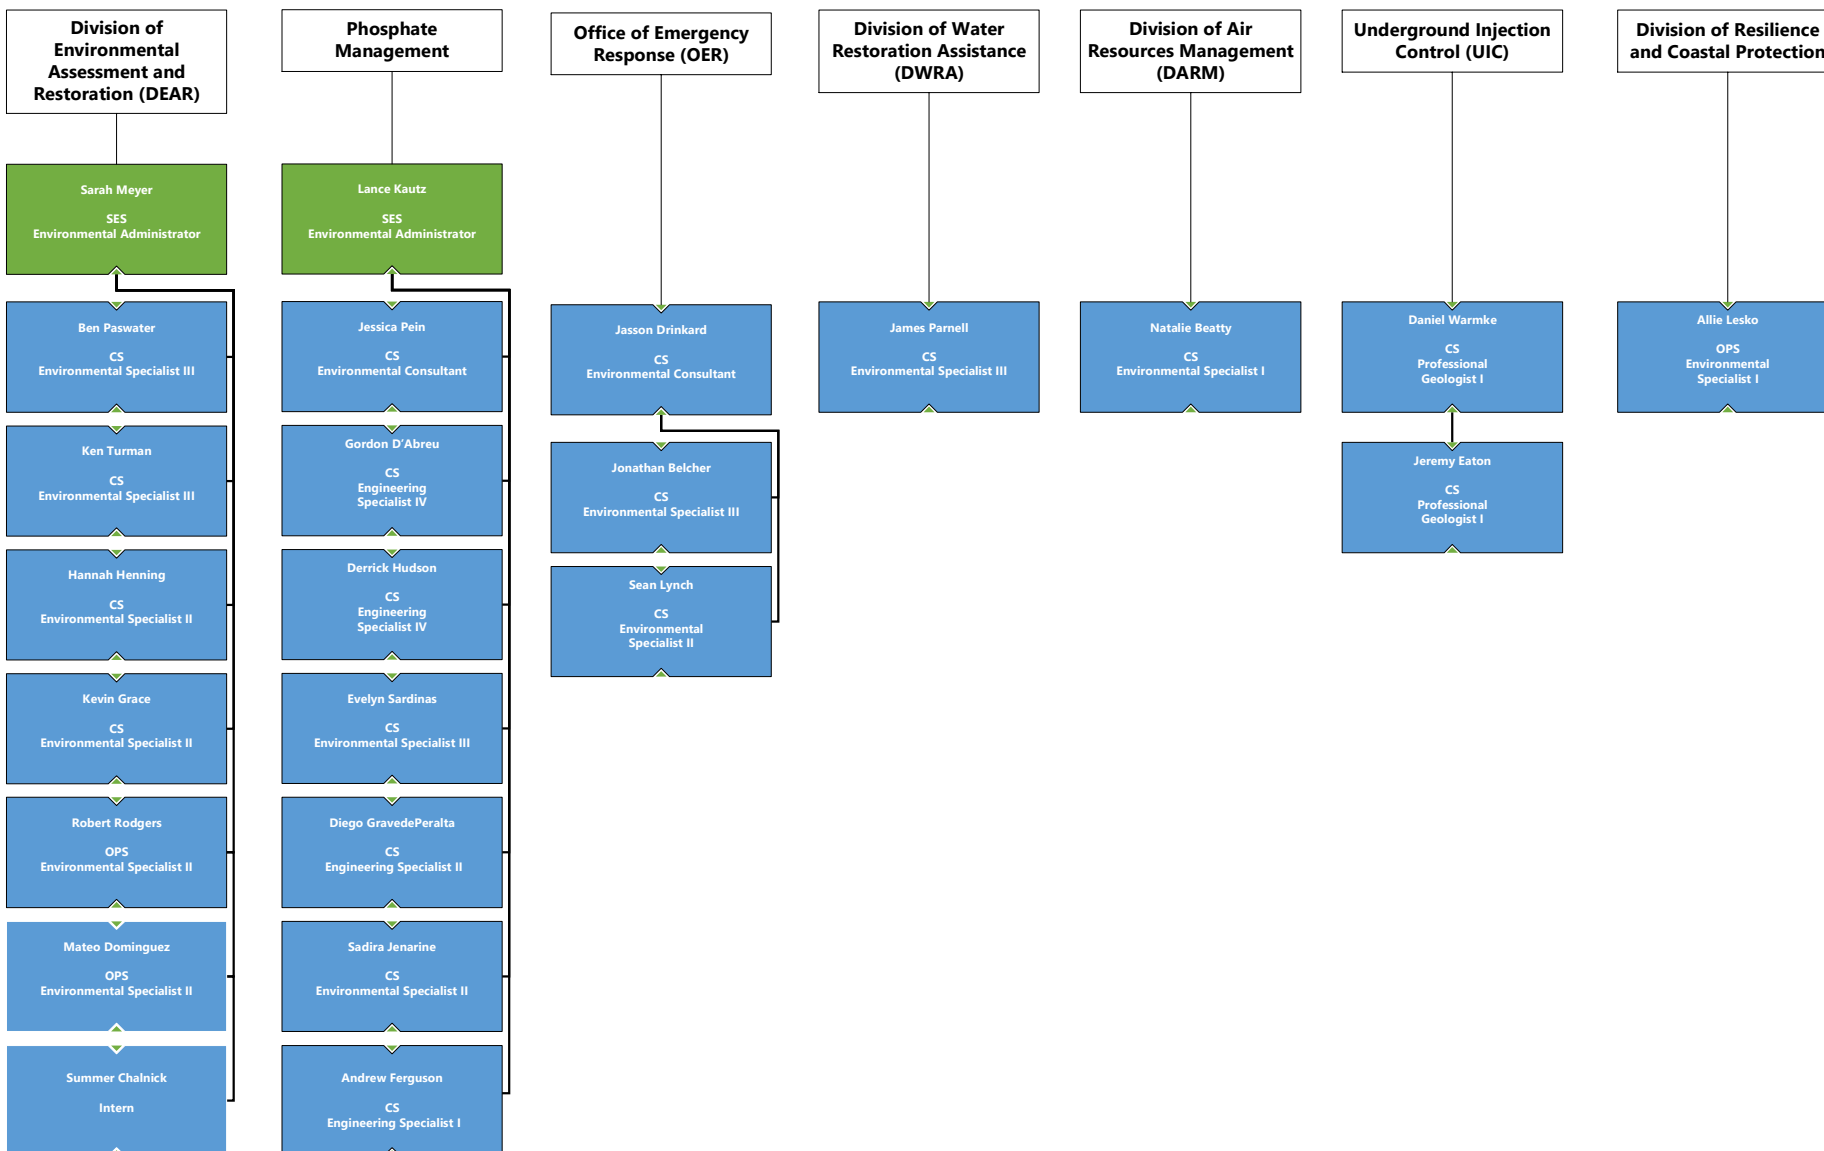 Division of
Environmental
Assessment and
Restoration (DEAR)
Sarah Meyer
SES
Environmental Administrator
Ben Paswater
CS
Environmental Specialist III
Ken Turman
CS
Environmental Specialist III
Hannah Henning
CS
Environmental Specialist II
Kevin Grace
CS
Environmental Specialist II
Robert Rodgers
OPS
Environmental Specialist II
Mateo Dominguez
OPS
Environmental Specialist II
Summer Chalnick
Intern
Phosphate
Management
Lance Kautz
SES
Environmental Administrator
Jessica Pein
CS
Environmental Consultant
Gordon D'Abreu
CS
Engineering
Specialist IV
Derrick Hudson
CS
Engineering
Specialist IV
Evelyn Sardinas
CS
Environmental Specialist III
Diego GravedePeralta
CS
Engineering Specialist II
Sadira Jenarine
CS
Environmental Specialist II
Andrew Ferguson
CS
Engineering Specialist I
Office of Emergency
Response (OER)
Jasson Drinkard
CS
Environmental Consultant
Jonathan Belcher
CS
Environmental Specialist III
Sean Lynch
CS
Environmental
Specialist II
Division of Water
Restoration Assistance
(DWRA)
James Parnell
CS
Environmental Specialist III
Division of Air
Resources Management
(DARM)
Natalie Beatty
CS
Environmental Specialist I
Underground Injection
Control (UIC)
Daniel Warmke
CS
Professional
Geologist I
Jeremy Eaton
CS
Professional
Geologist I
Division of Resilience
and Coastal Protection
Allie Lesko
OPS
Environmental
Specialist I